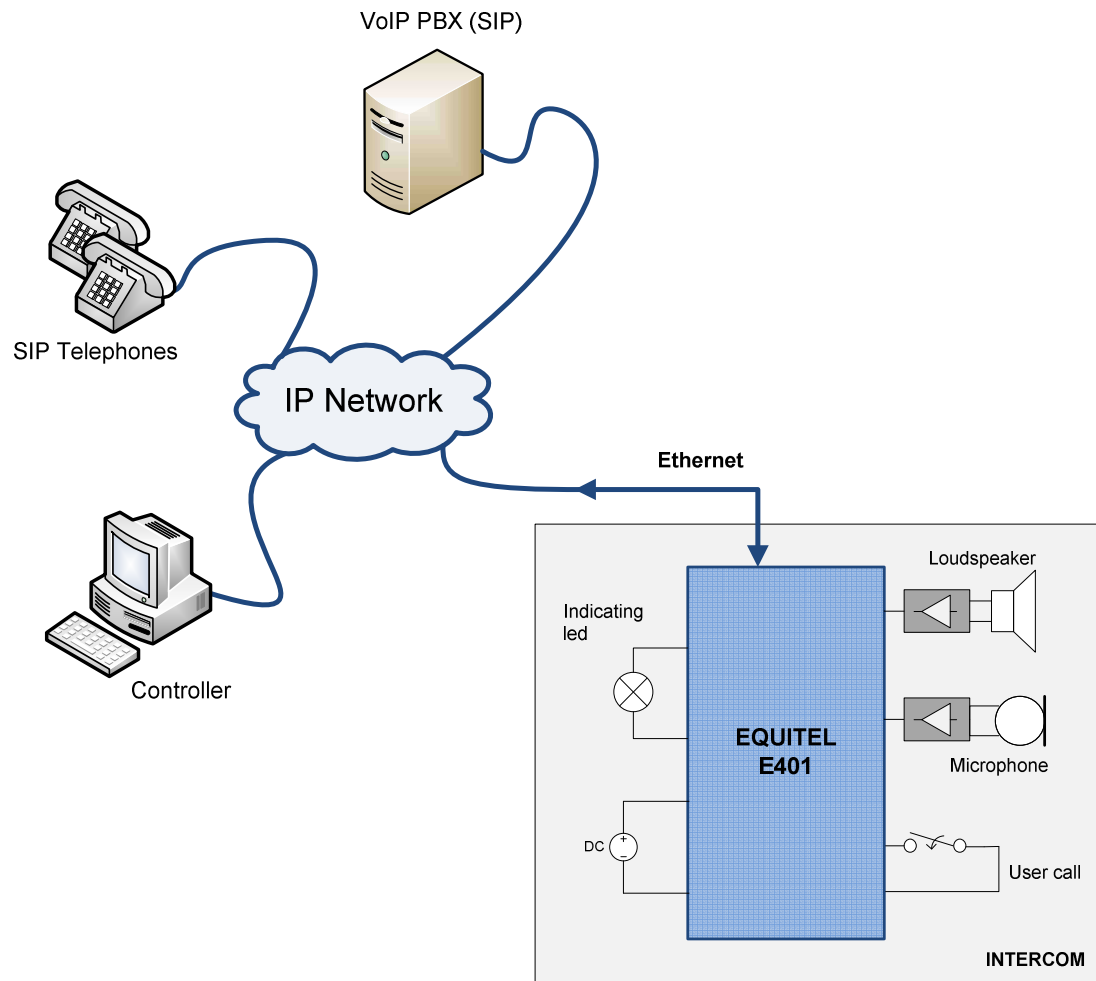 VoIP PBX (SIP)
SIP Telephones
IP Network
Ethernet
Controller
Loudspeaker
Indicating
led
EQUITEL
E401
Microphone
DC
+
−
User call
INTERCOM